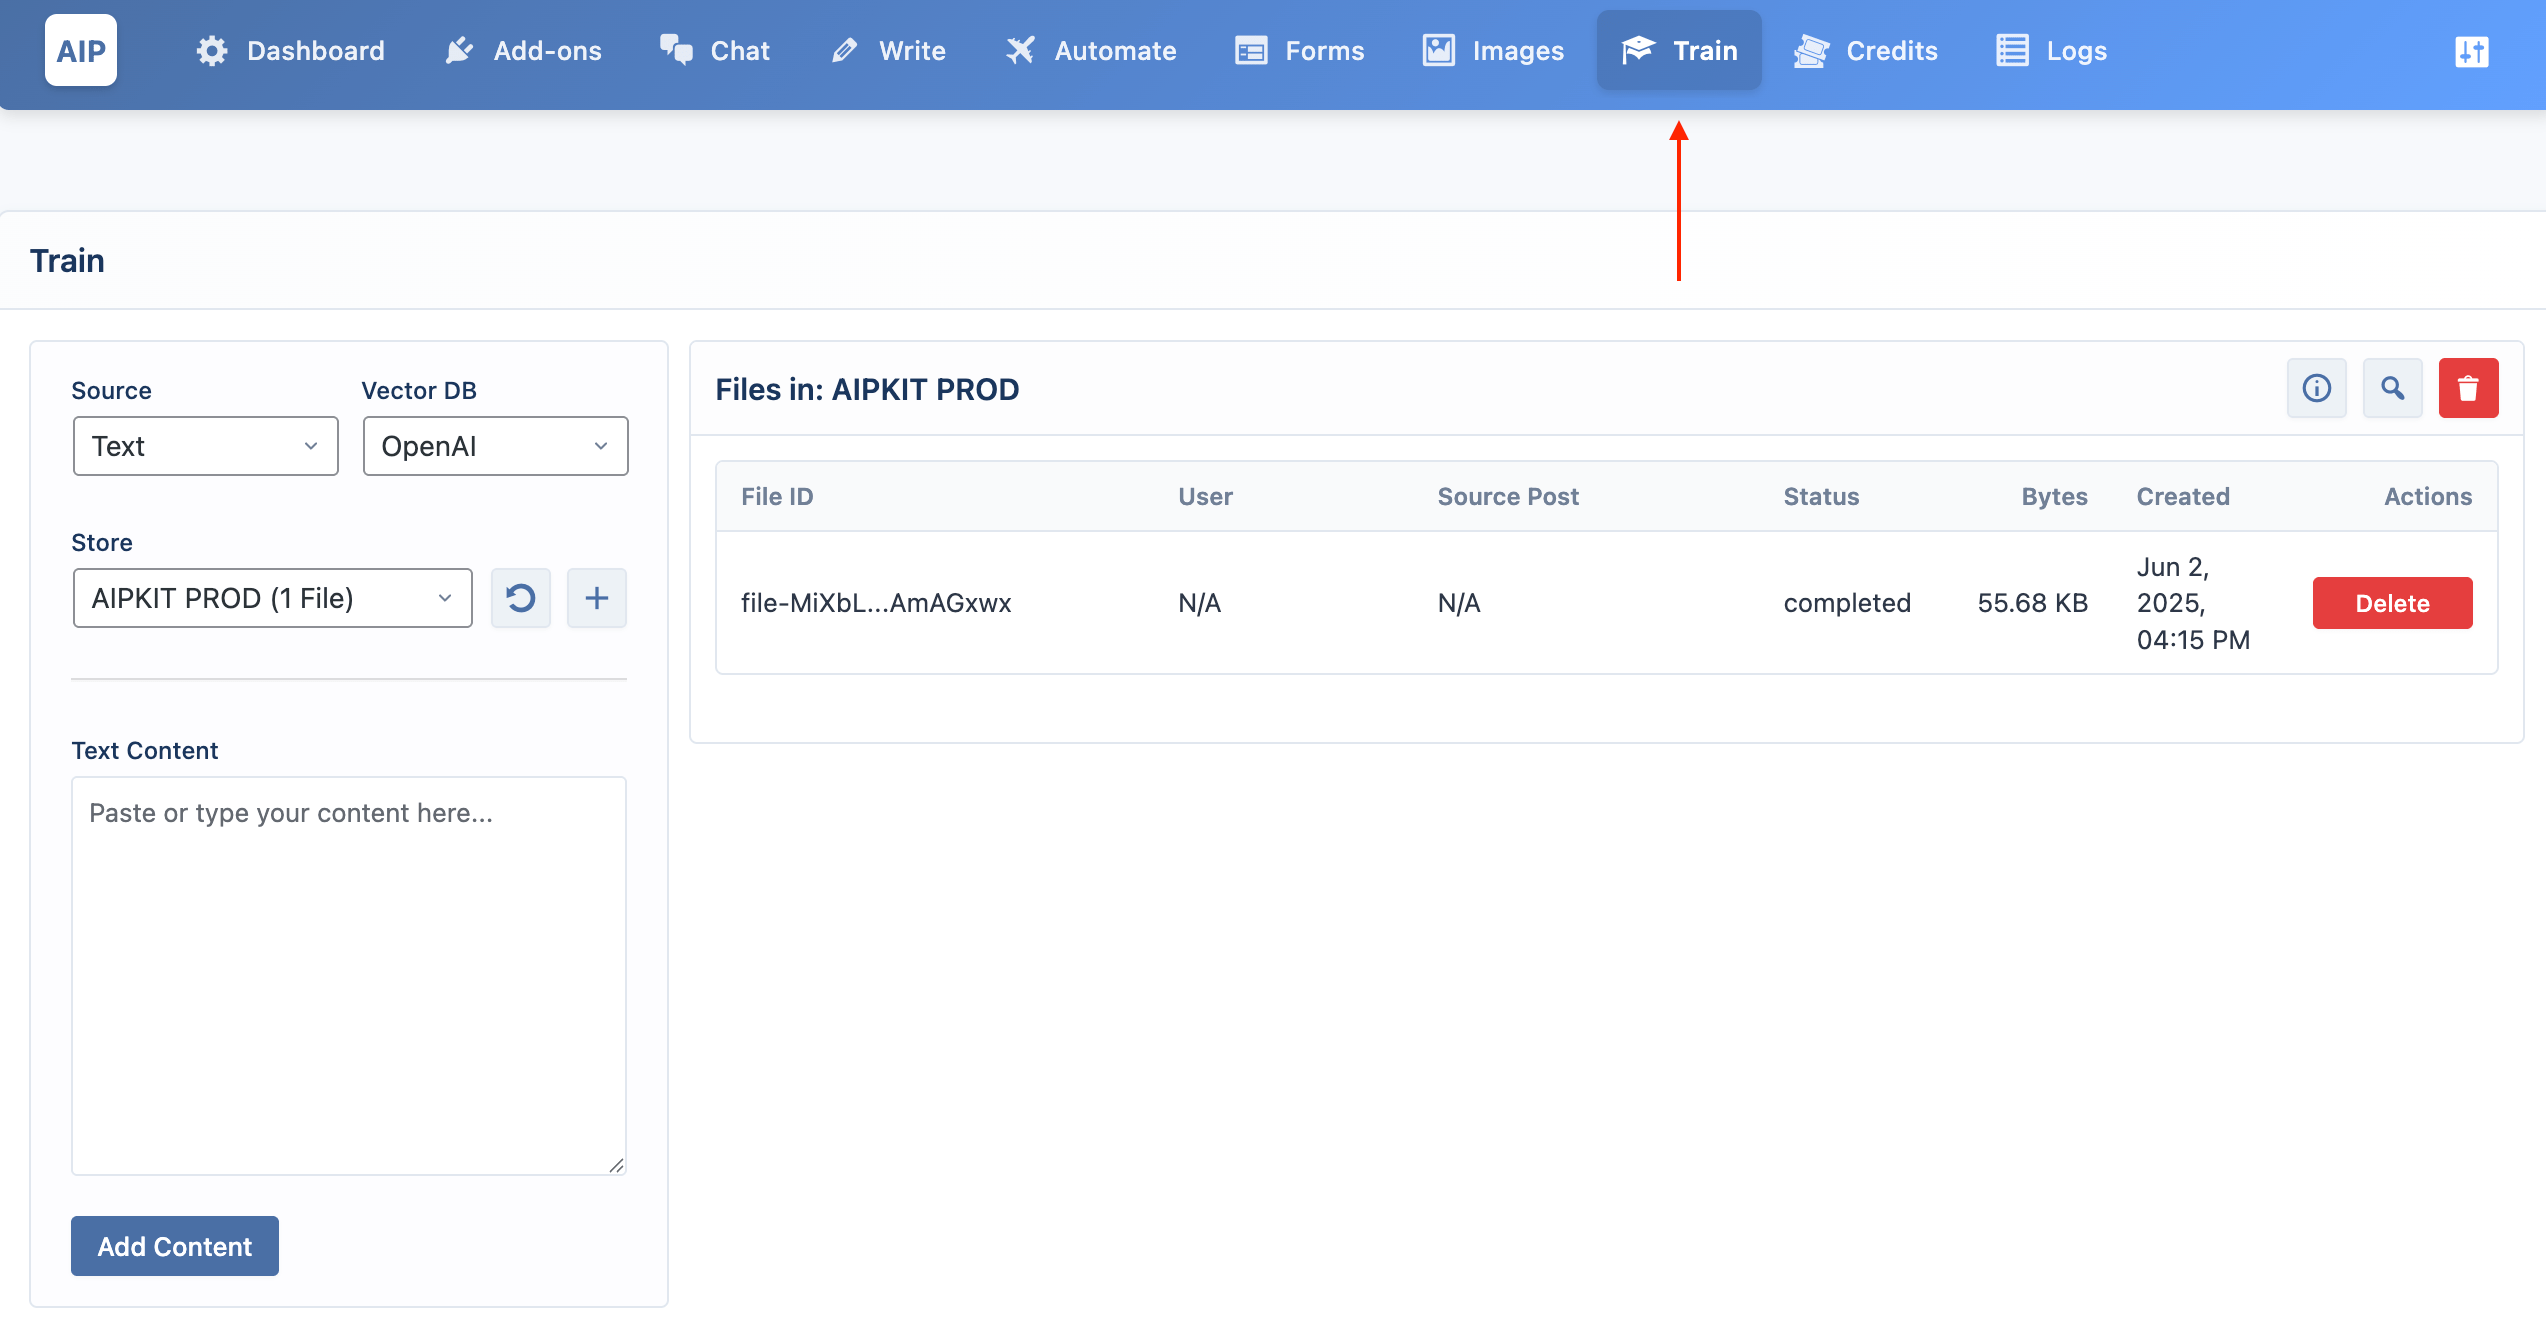 AIP
Dashboard
Add-ons
Chat
Write
Automate
Forms
Images
Train
Credits
Logs
Train
Source
Vector DB
Text
OpenAI
Store
AIPKIT PROD (1 File)
Text Content
Paste or type your content here...
Add Content
Files in: AIPKIT PROD
File ID User Source Post Status Bytes Created Actions
file-MiXbL...AmAGxwx N/A N/A completed 55.68 KB Jun 2,
2025,
04:15 PM
Delete